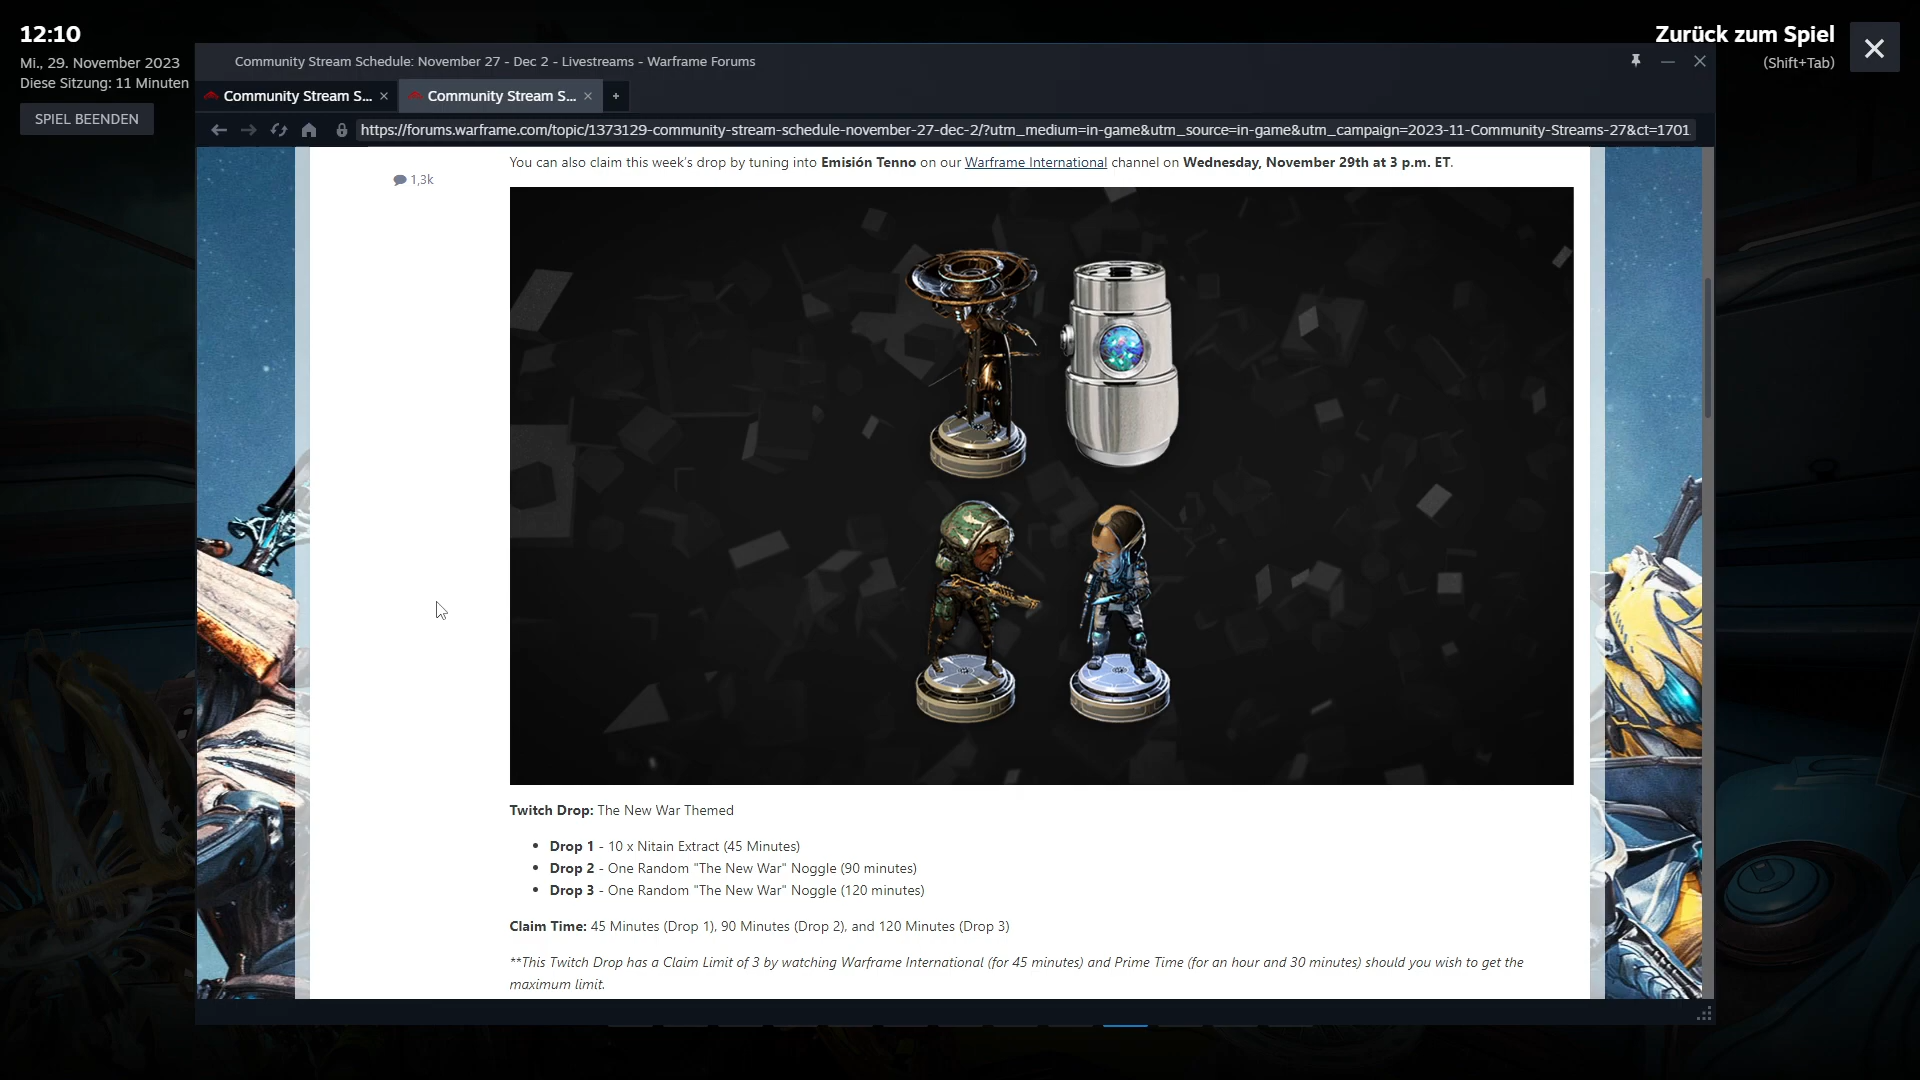 12:10
Mi., 29. November 2023
Diese Sitzung: 11 Minuten
SPIEL BEENDEN
Zurück zum Spiel
(Shift+Tab)
Community Stream Schedule: November 27 - Dec 2 - Livestreams - Warframe Forums
Community Stream S...
Community Stream S...
https://forums.warframe.com/topic/1373129-community-stream-schedule-november-27-dec-2/?utm_medium=in-game&utm_source=in-game&utm_campaign=2023-11-Community-Streams-27&ct=1701
You can also claim this week's drop by tuning into Emisión Tenno on our Warframe International channel on Wednesday, November 29th at 3 p.m. ET.
1,3k
Twitch Drop: The New War Themed
• Drop 1 - 10 x Nitain Extract (45 Minutes)
• Drop 2 - One Random "The New War" Noggle (90 minutes)
• Drop 3 - One Random "The New War" Noggle (120 minutes)
Claim Time: 45 Minutes (Drop 1), 90 Minutes (Drop 2), and 120 Minutes (Drop 3)
**This Twitch Drop has a Claim Limit of 3 by watching Warframe International (for 45 minutes) and Prime Time (for an hour and 30 minutes) should you wish to get the
maximum limit.